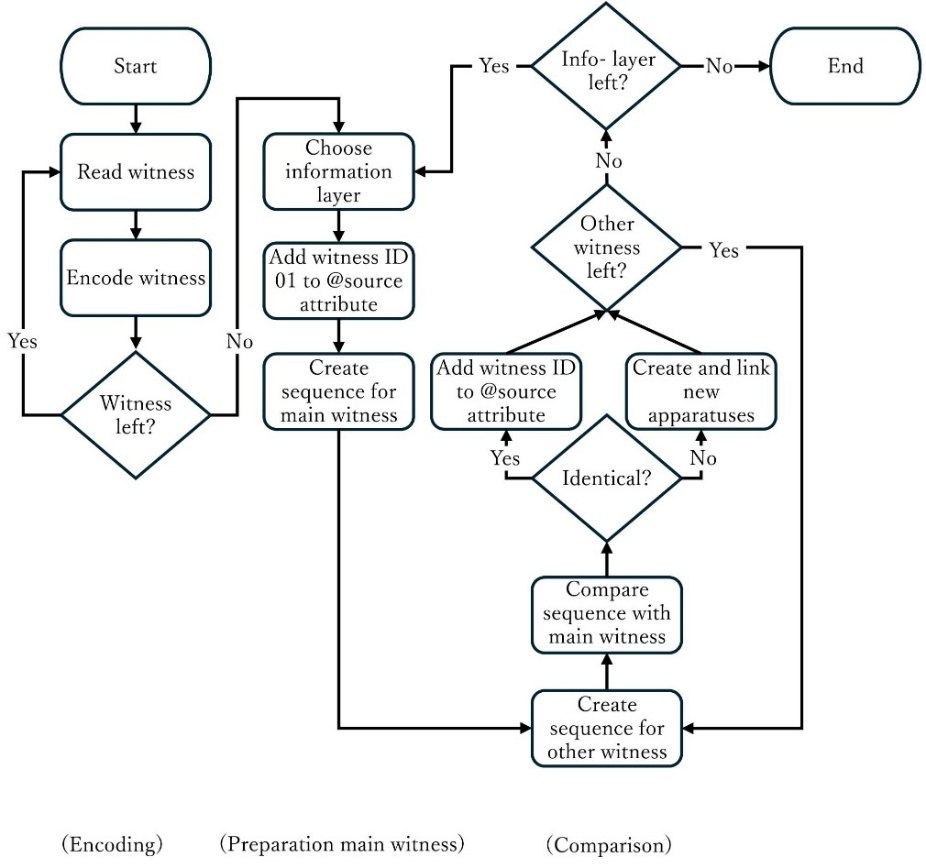 Start
Read witness
Encode witness
Witness
left?
Yes
No
Choose
information
layer
Add witness ID
01 to @source
attribute
Create
sequence for
main witness
Create
sequence for
other witness
Compare
sequence with
main witness
Identical?
Yes
No
Add witness ID
to @source
attribute
Create and link
new
apparatuses
Other
witness
left?
Yes
No
Info- layer
left?
Yes
No
End
(Encoding)
(Preparation main witness)
(Comparison)